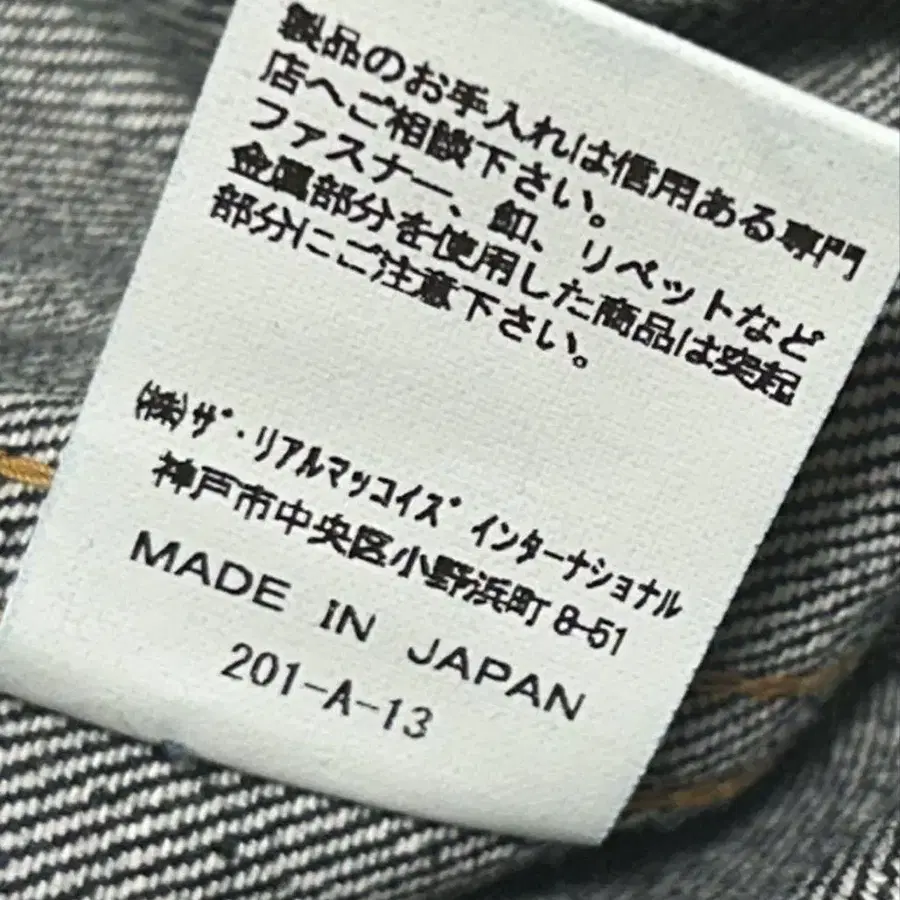 製品のお手入れは信用ある専門
店へご相談下さい。
ファスナー、釦、リベットなど
金属部分を使用した商品は突起
部分にご注意下さい。
㈱ザ・リアルマッコイズ インターナショナル
神戸市中央区小野浜町 8-51
MADE IN JAPAN
201-A-13